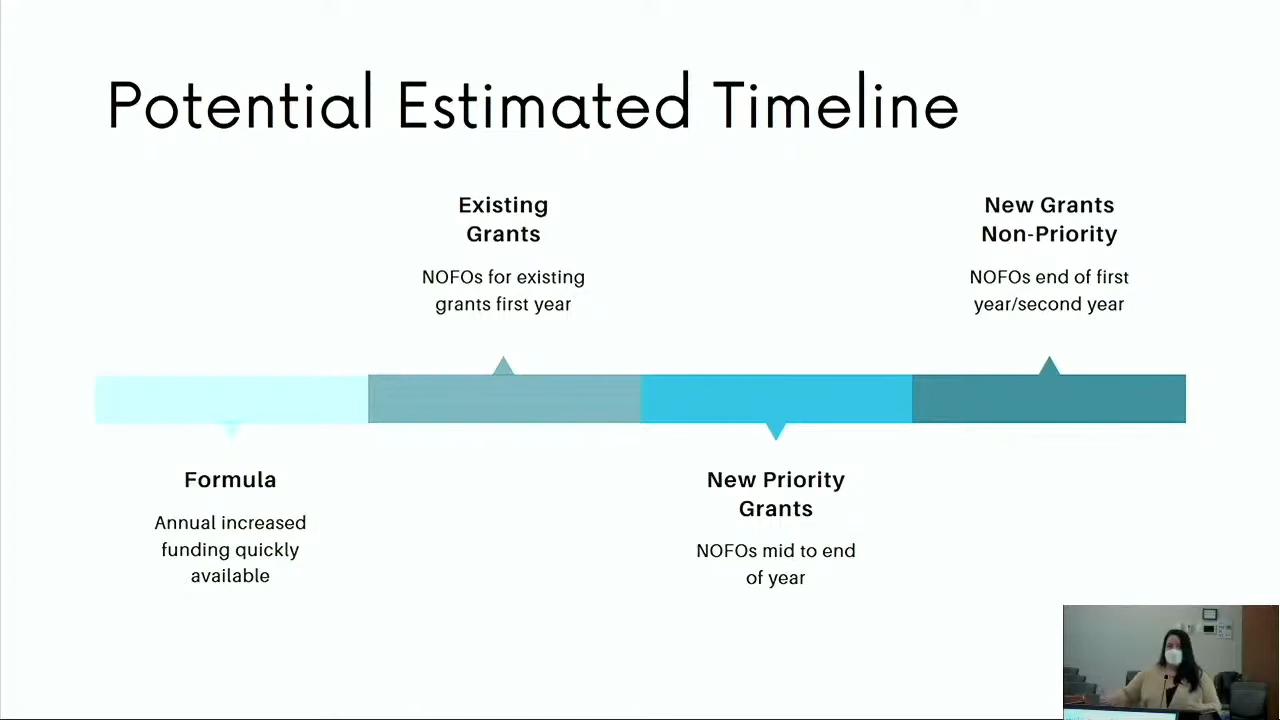 Potential Estimated Timeline
Existing
Grants
NOFOs for existing
grants first year
New Grants
Non-Priority
NOFOs end of first
year/second year
Formula
Annual increased
funding quickly
available
New Priority
Grants
NOFOs mid to end
of year